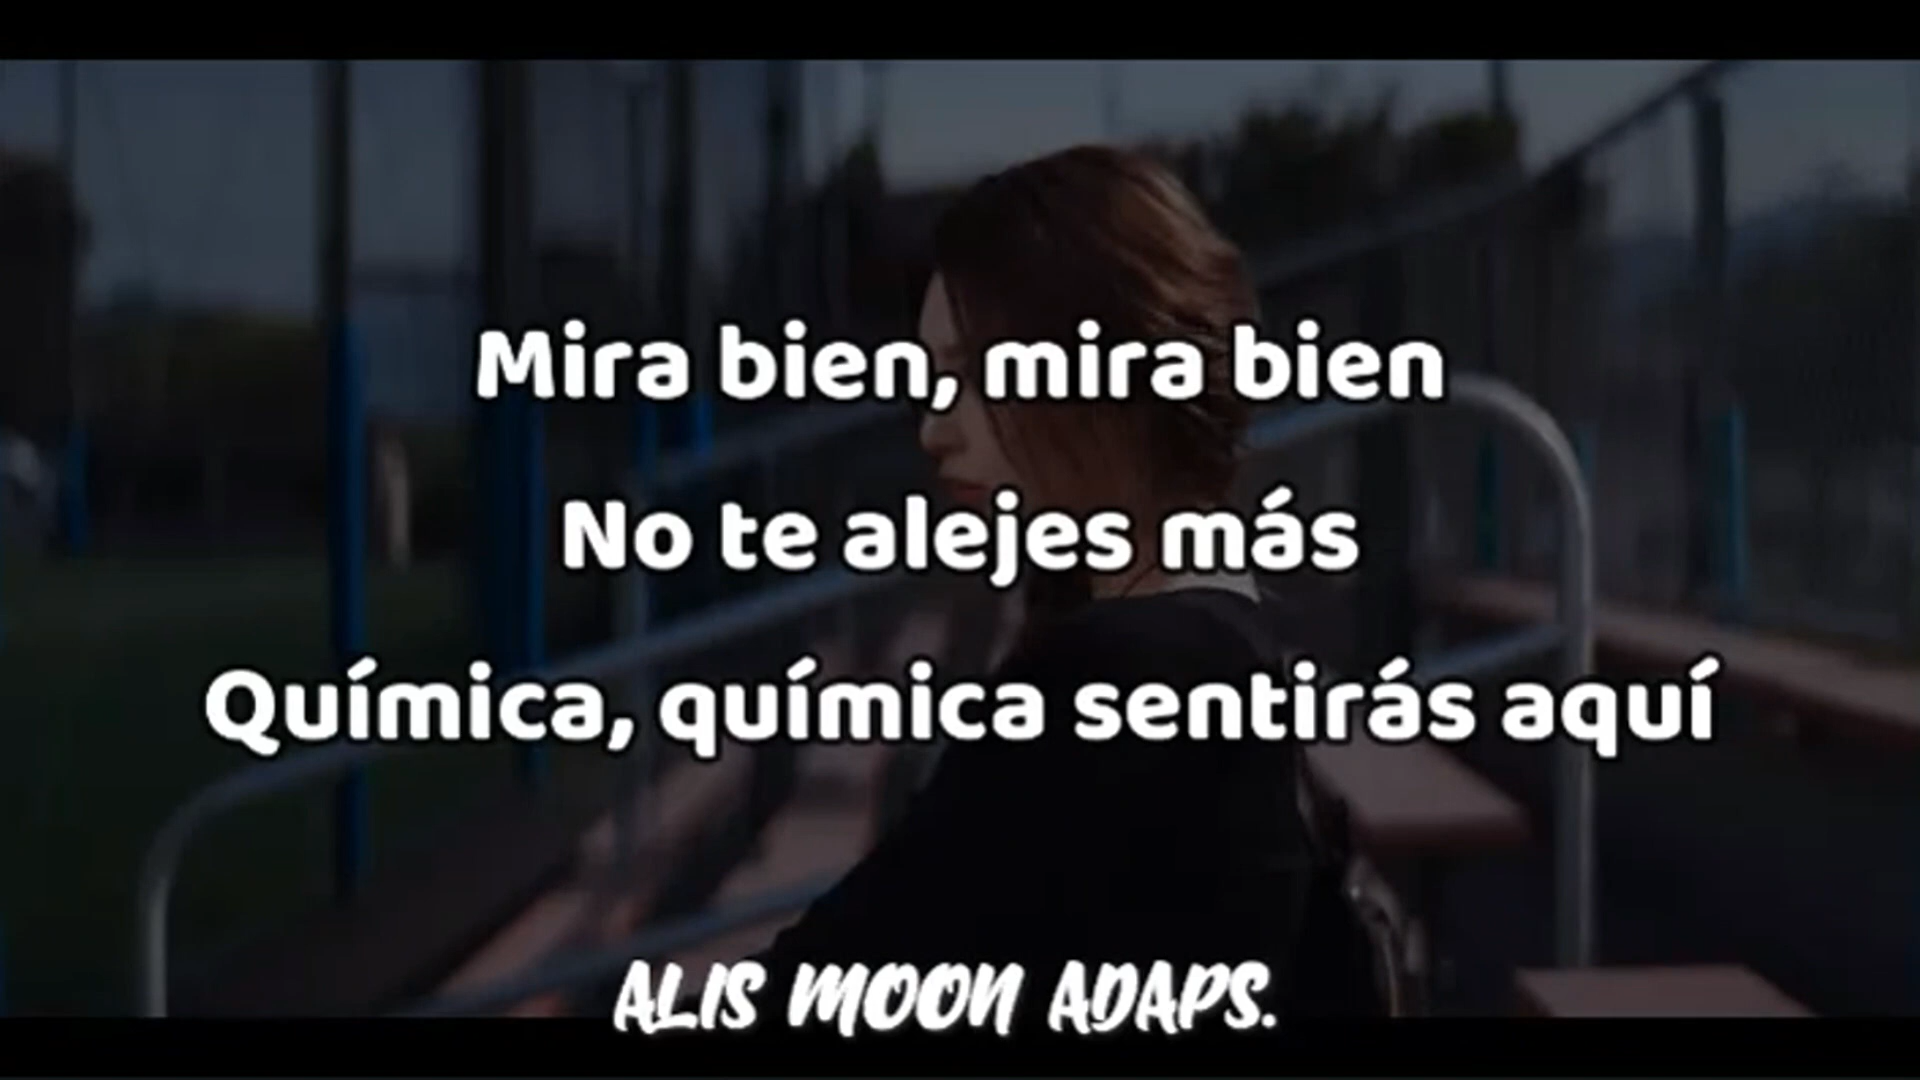 Mira bien, mira bien
No te alejes más
Química, química sentirás aquí
ALIS MOON ADAPS.